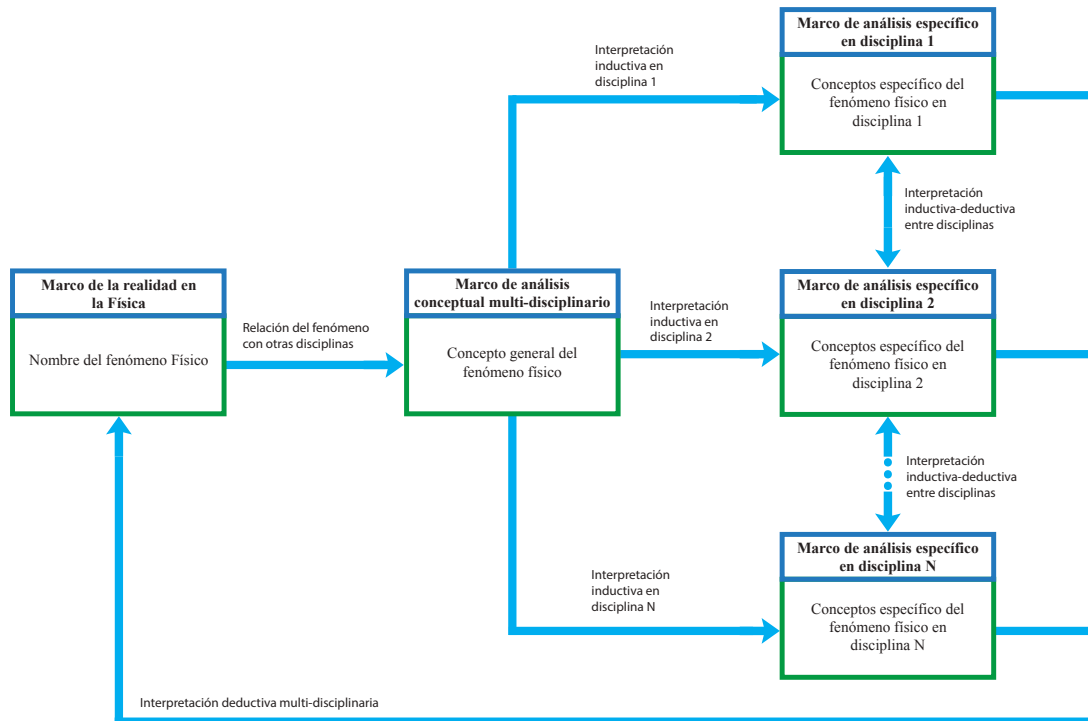 Marco de análisis específico
en disciplina 1
Interpretación
inductiva en
disciplina 1
Conceptos específico del
fenómeno físico en
disciplina 1
Interpretación
inductiva-deductiva
entre disciplinas
Marco de la realidad en
la Física
Nombre del fenómeno Físico
Relación del fenómeno
con otras disciplinas
Marco de análisis
conceptual multi-disciplinario
Concepto general del
fenómeno físico
Interpretación
inductiva en
disciplina 2
Marco de análisis específico
en disciplina 2
Conceptos específico del
fenómeno físico en
disciplina 2
Interpretación
inductiva-deductiva
entre disciplinas
Interpretación
inductiva en
disciplina N
Marco de análisis específico
en disciplina N
Conceptos específico del
fenómeno físico en
disciplina N
Interpretación deductiva multi-disciplinaria